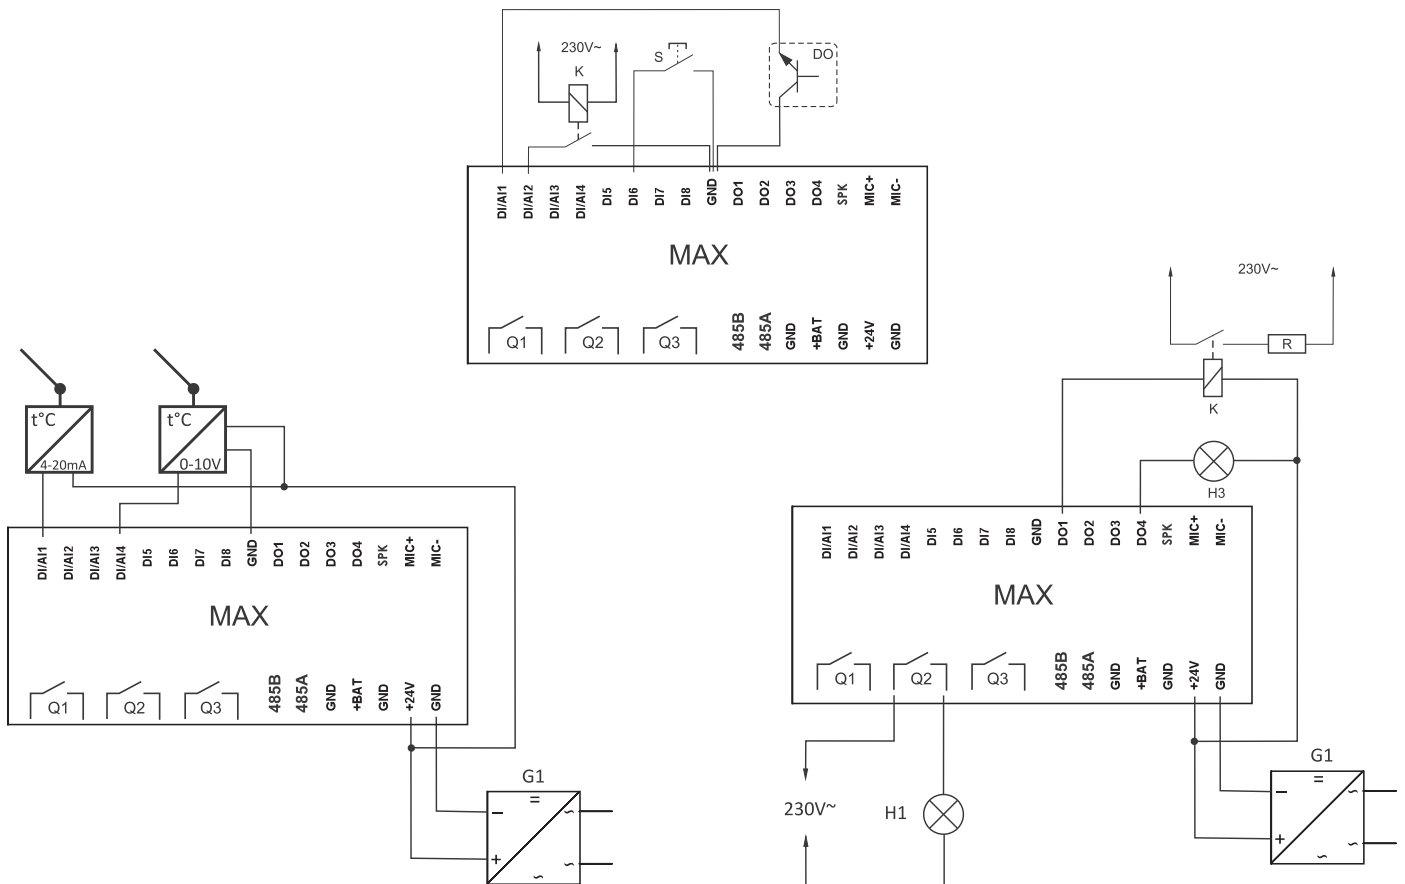 230V~
K
S
DO
DI/AI1 DI/AI2 DI/AI3 DI/AI4 DI5 DI6 DI7 DI8 GND DO1 DO2 DO3 DO4 SPK MIC+ MIC-
MAX
Q1 Q2 Q3 485B 485A GND +BAT GND +24V GND
t°C
4-20mA
t°C
0-10V
DI/AI1 DI/AI2 DI/AI3 DI/AI4 DI5 DI6 DI7 DI8 GND DO1 DO2 DO3 DO4 SPK MIC+ MIC-
MAX
Q1 Q2 Q3 485B 485A GND +BAT GND +24V GND
G1
=
~
−
+
~
~
230V~
R
K
H3
DI/AI1 DI/AI2 DI/AI3 DI/AI4 DI5 DI6 DI7 DI8 GND DO1 DO2 DO3 DO4 SPK MIC+ MIC-
MAX
Q1 Q2 Q3 485B 485A GND +BAT GND +24V GND
230V~
H1
G1
=
~
−
+
~
~